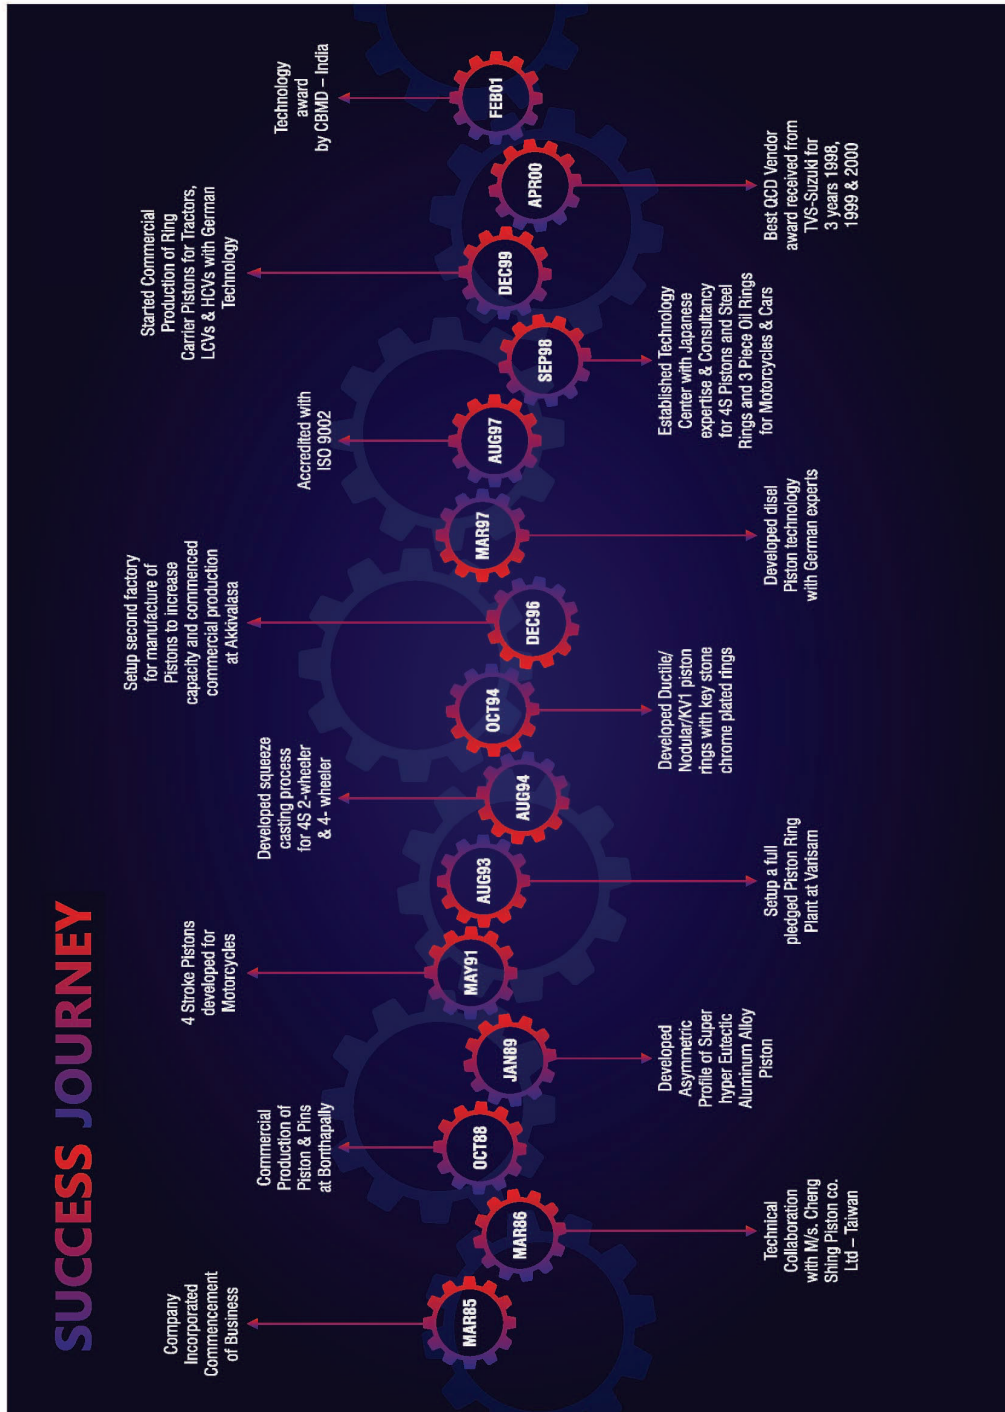 SUCCESS JOURNEY
MAR85
Company
Incorporated
Commencement
of Business
MAR86
Technical
Collaboration
with M/s. Cheng
Shing Piston co.
Ltd – Taiwan
OCT88
Commercial
Production of
Piston & Pins
at Bonthapally
JAN89
Developed
Asymmetric
Profile of Super
hyper Eutectic
Aluminum Alloy
Piston
MAY91
4 Stroke Pistons
developed for
Motorcycles
AUG93
Setup a full
pledged Piston Ring
Plant at Varisam
AUG94
Developed squeeze
casting process
for 4S 2-wheeler
& 4- wheeler
OCT94
Developed Ductile/
Nodular/KV1 piston
rings with key stone
chrome plated rings
DEC96
Setup second factory
for manufacture of
Pistons to increase
capacity and commenced
commercial production
at Akkivalasa
MAR97
Developed disel
Piston technology
with German experts
AUG97
Accredited with
ISO 9002
SEP98
Established Technology
Center with Japanese
expertise & Consultancy
for 4S Pistons and Steel
Rings and 3 Piece Oil Rings
for Motorcycles & Cars
DEC99
Started Commercial
Production of Ring
Carrier Pistons for Tractors,
LCVs & HCVs with German
Technology
APR00
Best QCD Vendor
award received from
TVS-Suzuki for
3 years 1998,
1999 & 2000
FEB01
Technology
award
by CBMD – India